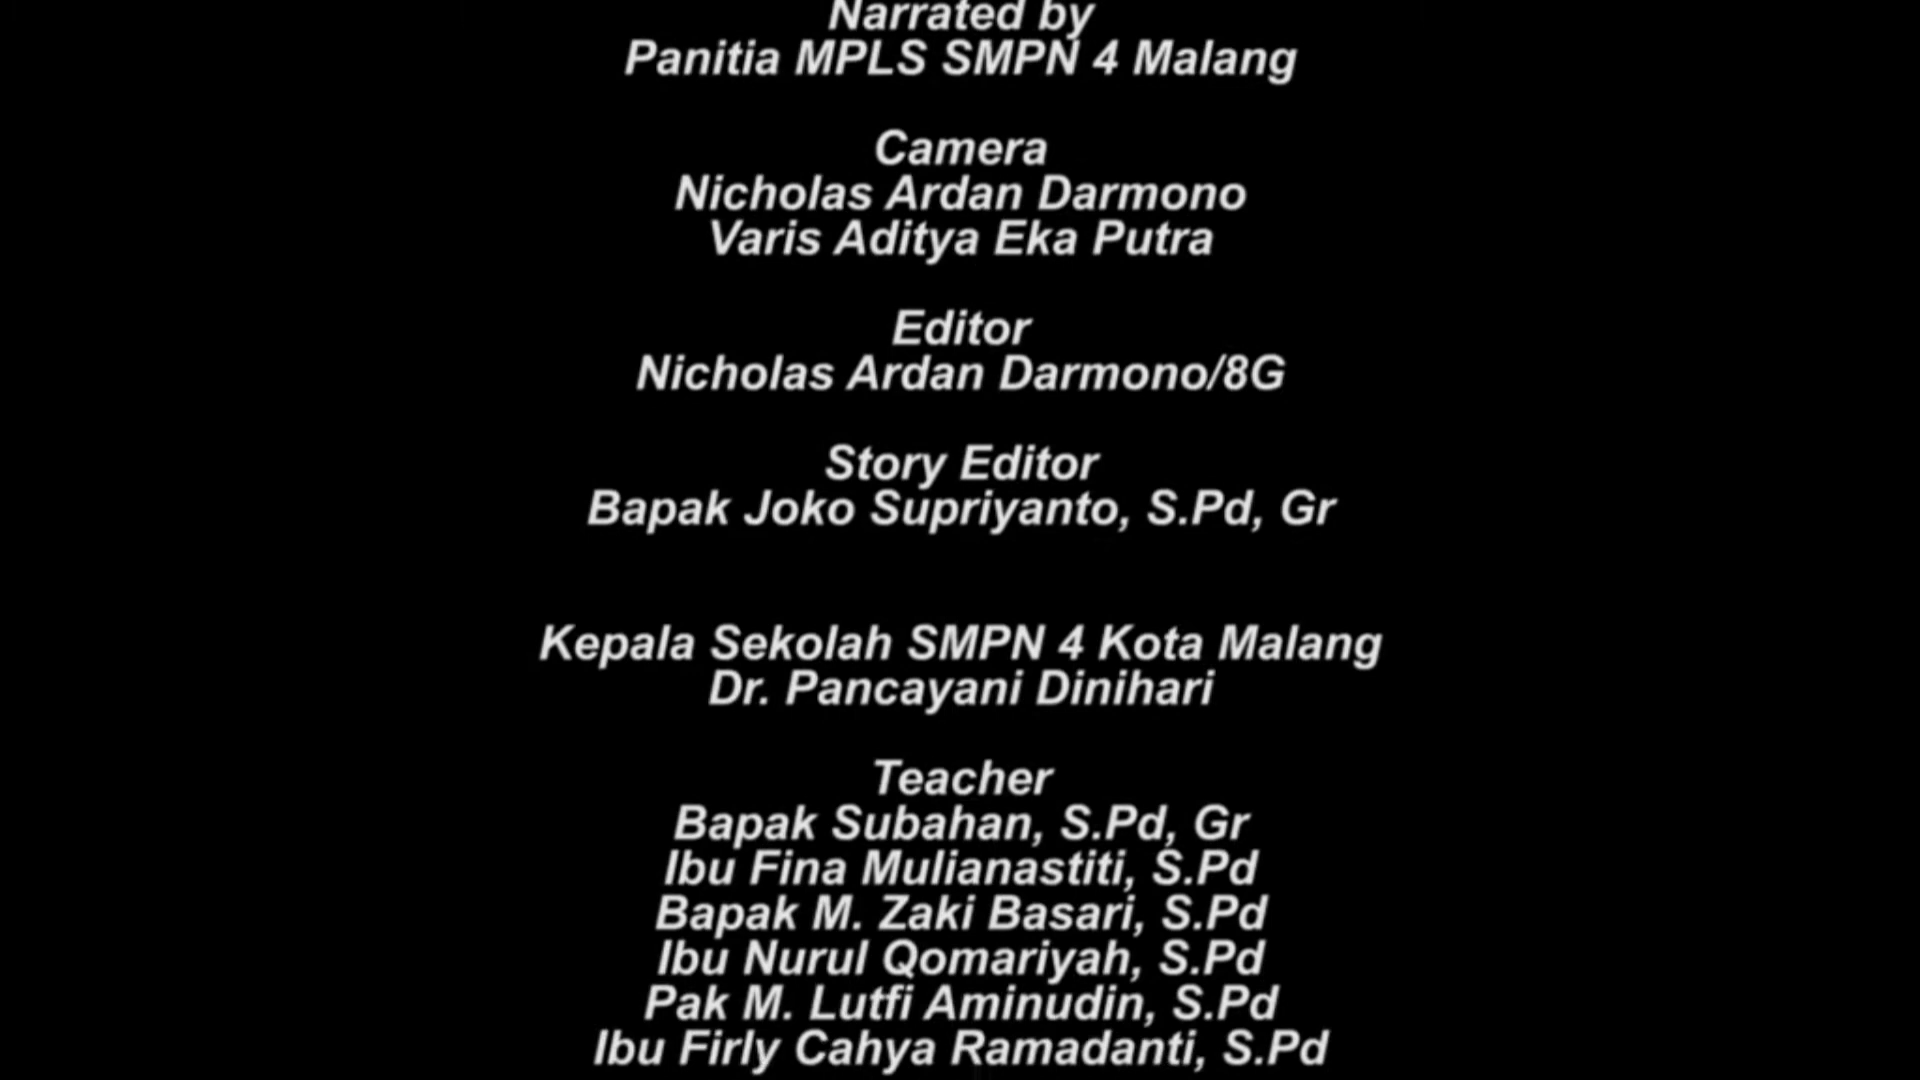 Narrated by
Panitia MPLS SMPN 4 Malang
Camera
Nicholas Ardan Darmono
Varis Aditya Eka Putra
Editor
Nicholas Ardan Darmono/8G
Story Editor
Bapak Joko Supriyanto, S.Pd, Gr
Kepala Sekolah SMPN 4 Kota Malang
Dr. Pancayani Dinihari
Teacher
Bapak Subahan, S.Pd, Gr
Ibu Fina Mulianastiti, S.Pd
Bapak M. Zaki Basari, S.Pd
Ibu Nurul Qomariyah, S.Pd
Pak M. Lutfi Aminudin, S.Pd
Ibu Firly Cahya Ramadanti, S.Pd